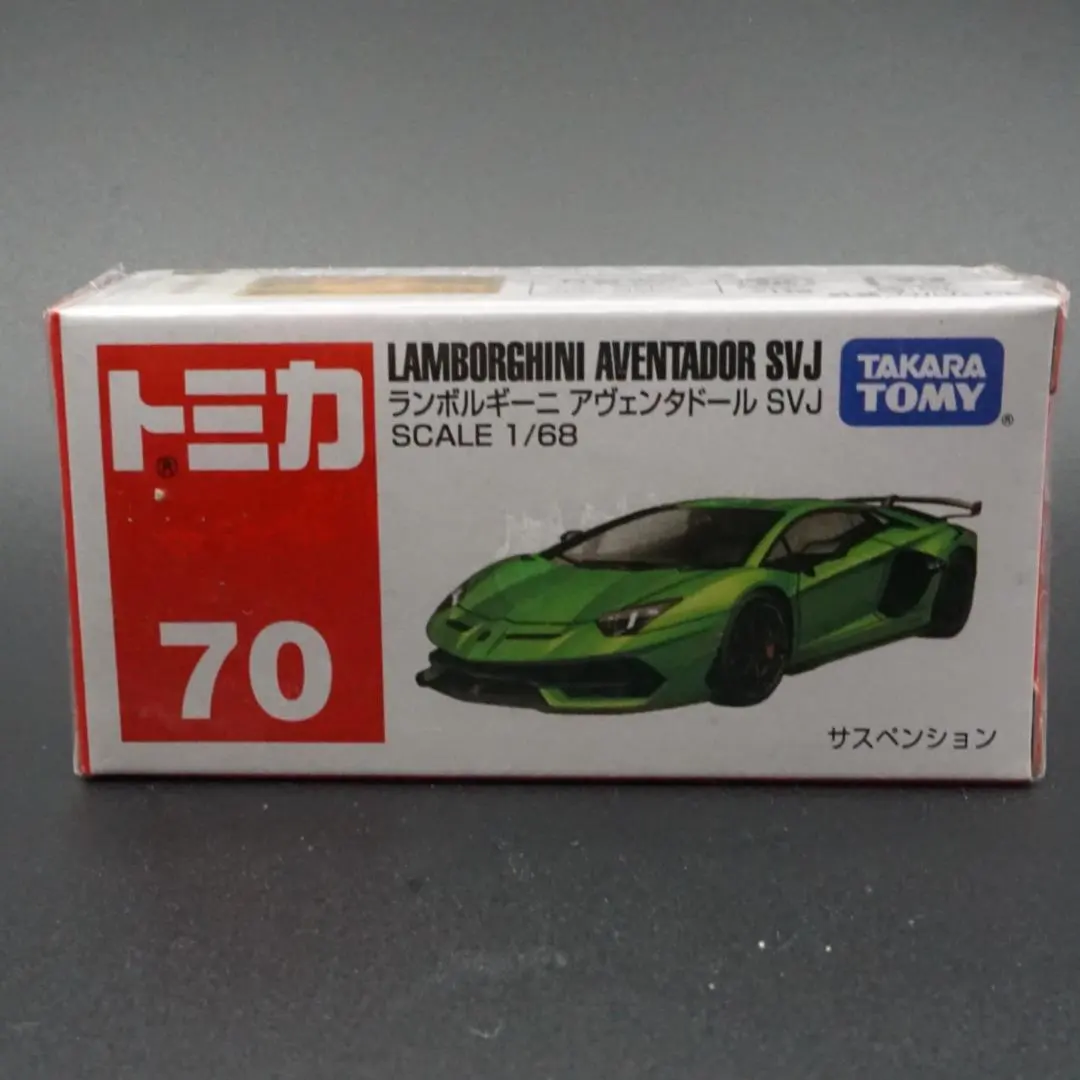 トミカ
70
LAMBORGHINI AVENTADOR SVJ
ランボルギーニ アヴェンタドール SVJ
SCALE 1/68
TAKARA
TOMY
サスペンション